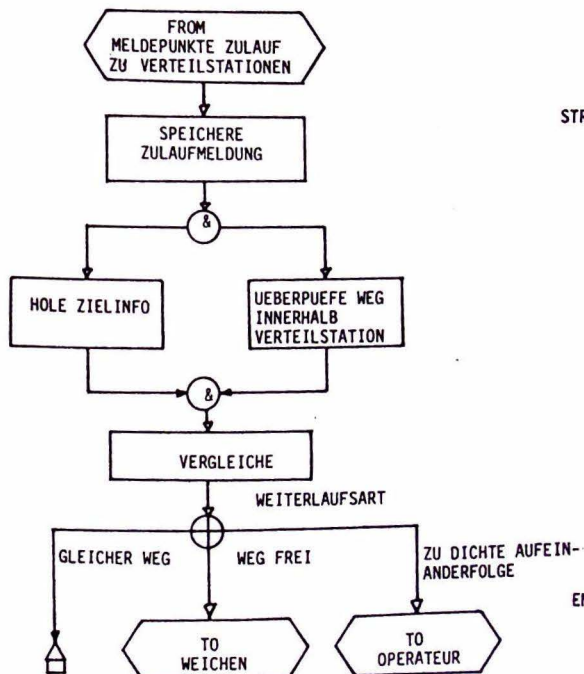 FROM
MELDEPUNKTE ZULAUF
ZU VERTEILSTATIONEN
SPEICHERE
ZULAUFMELDUNG
&
HOLE ZIELINFO
UEBERPUEFE WEG
INNERHALB
VERTEILSTATION
&
VERGLEICHE
WEITERLAUFSART
GLEICHER WEG
WEG FREI
ZU DICHTE AUFEIN-
ANDERFOLGE
TO
WEICHEN
TO
OPERATEUR